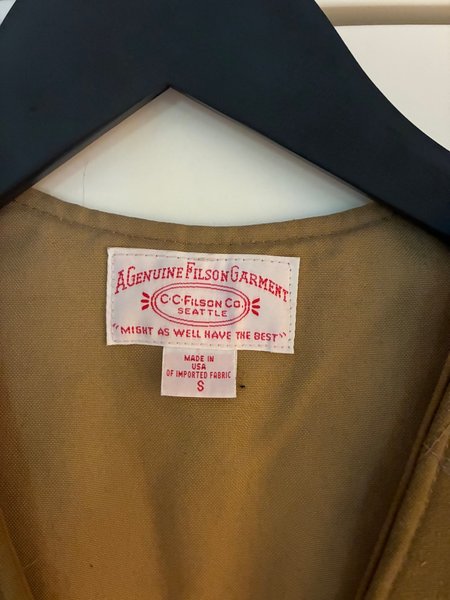 A GENUINE FILSON GARMENT
C·C·FILSON CO.
SEATTLE
"MIGHT AS WELL HAVE THE BEST"
MADE IN
USA
OF IMPORTED FABRIC
S